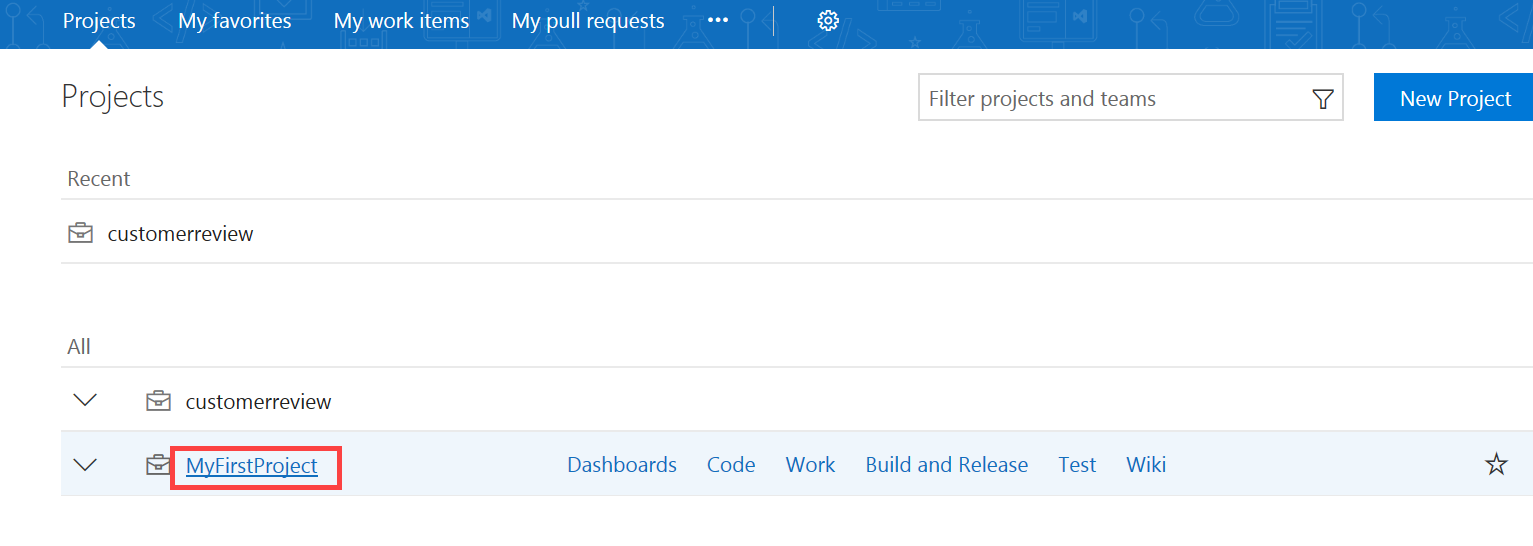 Projects My favorites My work items My pull requests ...
Projects Filter projects and teams New Project
Recent
customerreview
All
customerreview
MyFirstProject Dashboards Code Work Build and Release Test Wiki